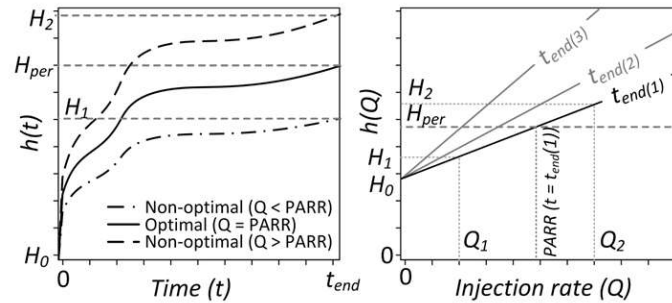 H2
Hper
H1
H0
h(t)
Non-optimal (Q < PARR)
Optimal (Q = PARR)
Non-optimal (Q > PARR)
0
Time (t)
tend
h(Q)
H2
Hper
H1
H0
0
tend(3)
tend(2)
tend(1)
PARR (t = tend(1))
Q1
Q2
0
Injection rate (Q)